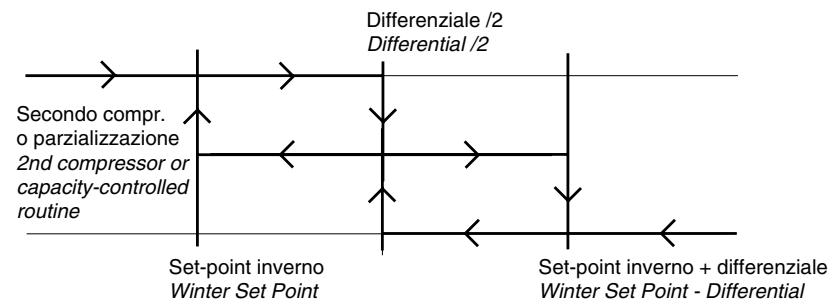 Differenziale /2
Differential /2
Secondo compr.
o parzializzazione
2nd compressor or
capacity-controlled
routine
Set-point inverno
Winter Set Point
Set-point inverno + differenziale
Winter Set Point - Differential